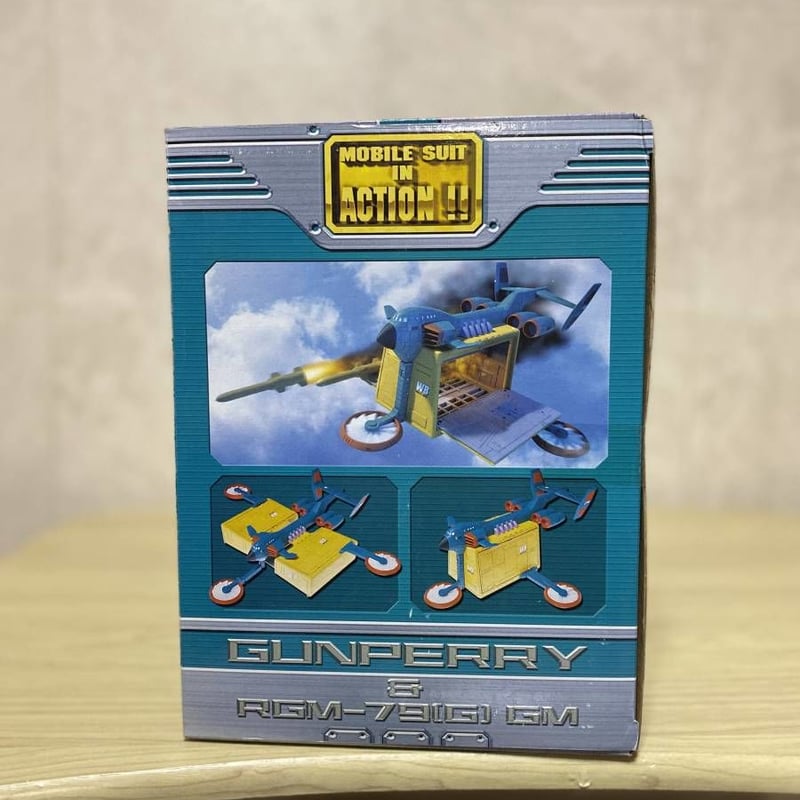 MOBILE SUIT
IN
ACTION !!
WB
GUNPERRY
&
RGM-79(G) GM